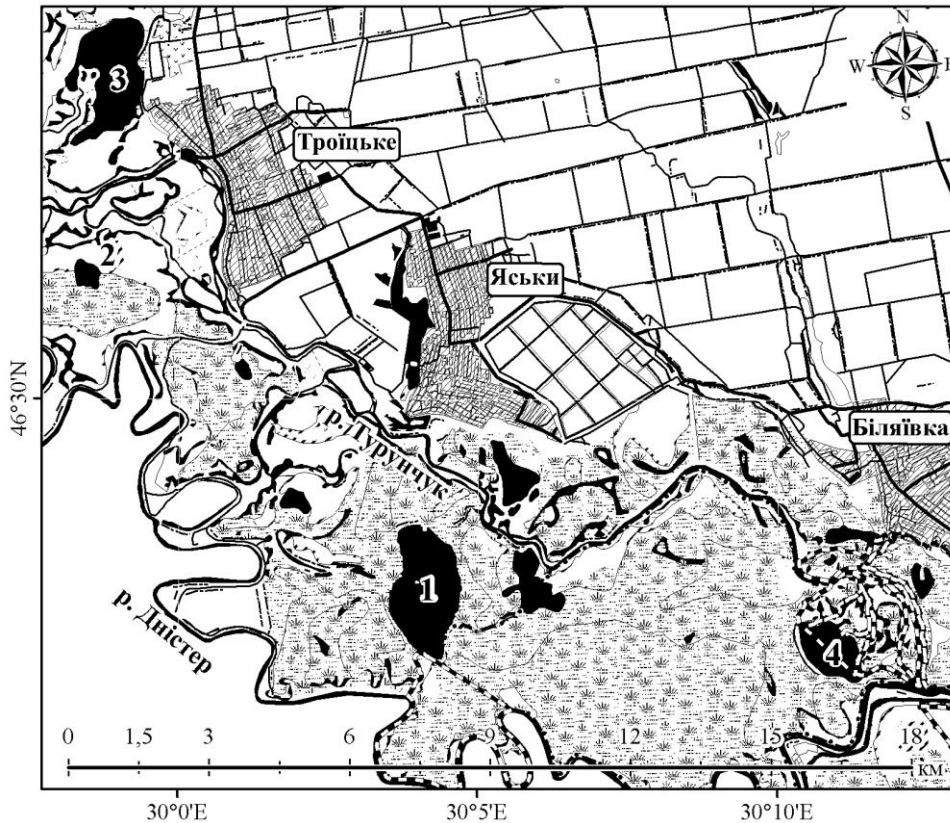 N
W E
S
3
Троїцьке
2
Яськи
46°30'N
Біляївка
р. Турунчук
1
р. Дністер
4
0 1,5 3 6 9 12 15 18
км
30°0'E 30°5'E 30°10'E